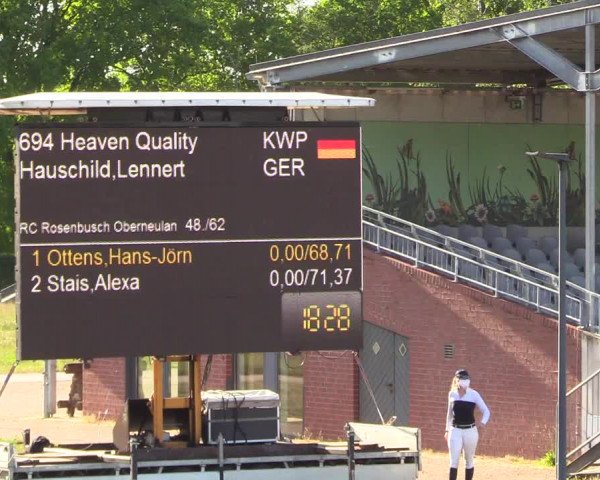 694 Heaven Quality KWP
Hauschild,Lennert GER
RC Rosenbusch Oberneulan 48./62
1 Ottens,Hans-Jörn 0,00/68,71
2 Stais,Alexa 0,00/71,37
18:28